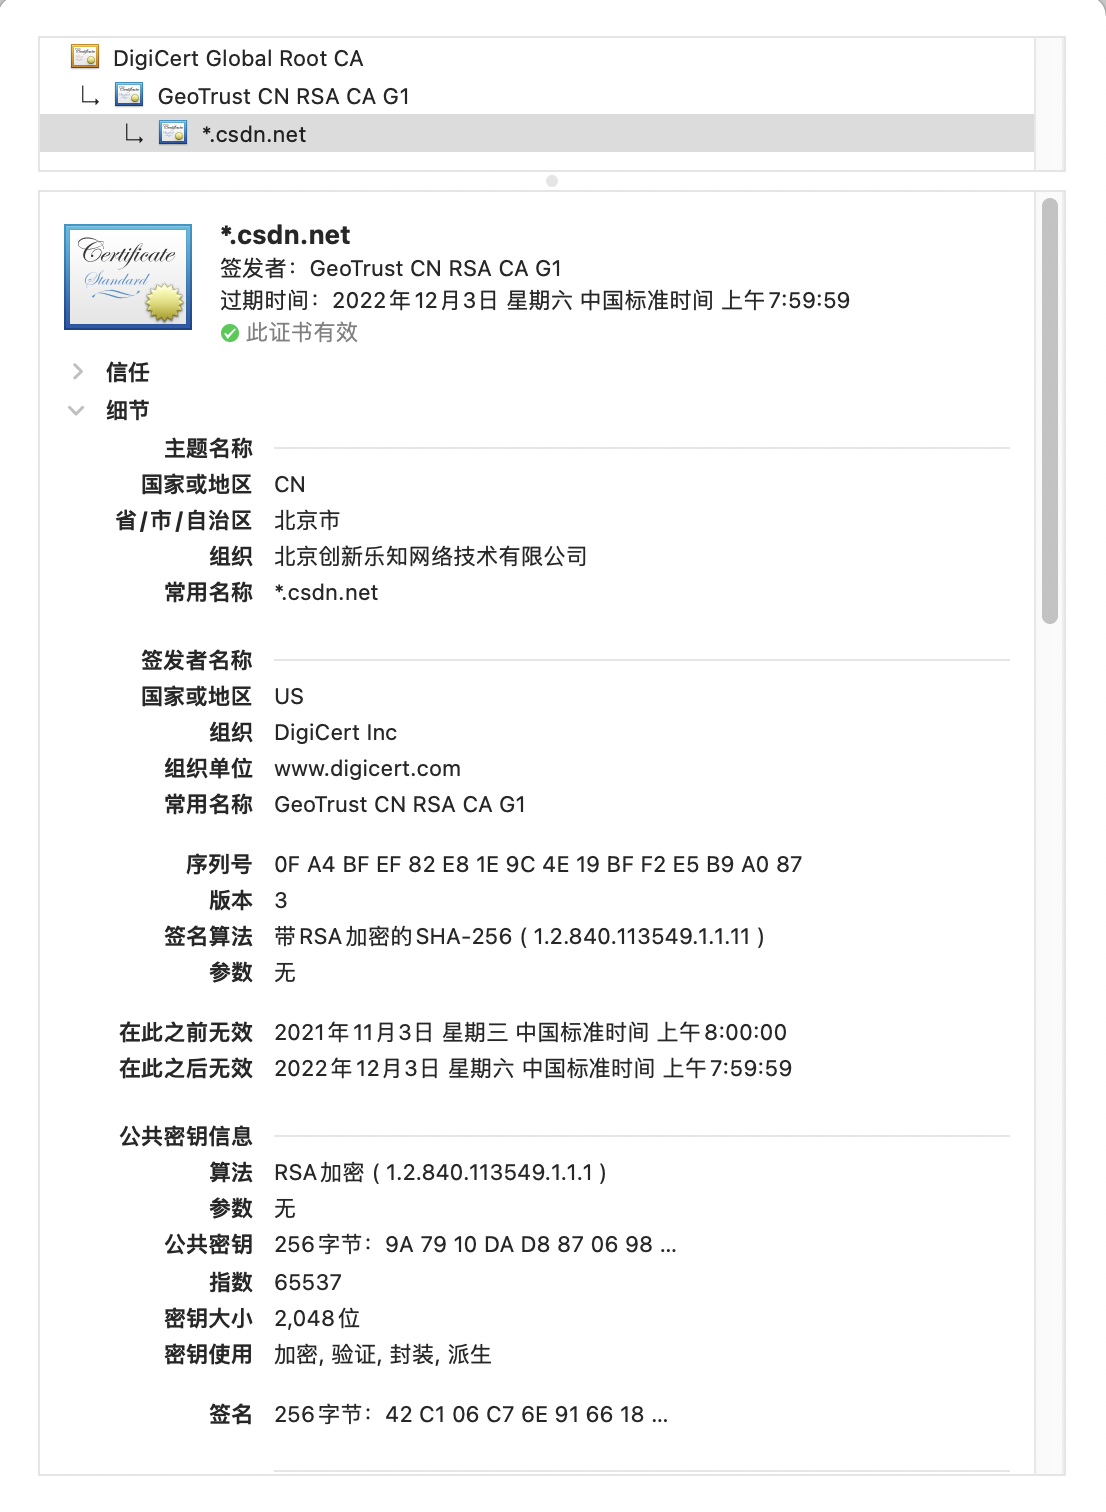 DigiCert Global Root CA
GeoTrust CN RSA CA G1
*.csdn.net
Certificate
Standard
*.csdn.net
签发者：GeoTrust CN RSA CA G1
过期时间：2022年12月3日 星期六 中国标准时间 上午7:59:59
此证书有效
信任
细节
主题名称
国家或地区 CN
省/市/自治区 北京市
组织 北京创新乐知网络技术有限公司
常用名称 *.csdn.net
签发者名称
国家或地区 US
组织 DigiCert Inc
组织单位 www.digicert.com
常用名称 GeoTrust CN RSA CA G1
序列号 0F A4 BF EF 82 E8 1E 9C 4E 19 BF F2 E5 B9 A0 87
版本 3
签名算法 带RSA加密的SHA-256 ( 1.2.840.113549.1.1.11 )
参数 无
在此之前无效 2021年11月3日 星期三 中国标准时间 上午8:00:00
在此之后无效 2022年12月3日 星期六 中国标准时间 上午7:59:59
公共密钥信息
算法 RSA加密 ( 1.2.840.113549.1.1.1 )
参数 无
公共密钥 256字节：9A 79 10 DA D8 87 06 98 ...
指数 65537
密钥大小 2,048位
密钥使用 加密, 验证, 封装, 派生
签名 256字节：42 C1 06 C7 6E 91 66 18 ...